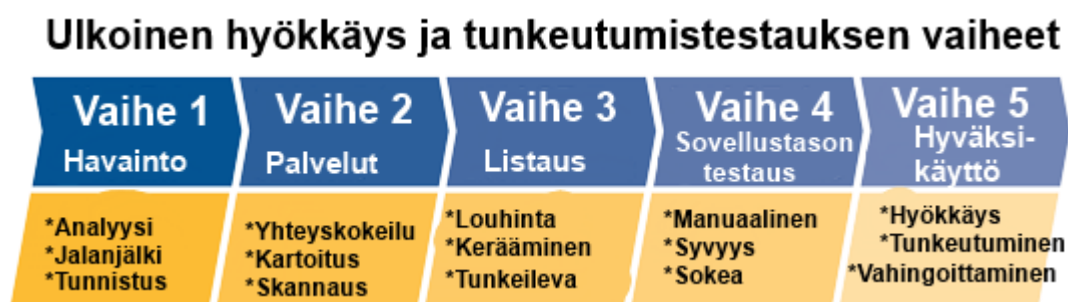 Ulkoinen hyökkäys ja tunkeutumistestauksen vaiheet
Vaihe 1
Havainto
*Analyysi
*Jalanjälki
*Tunnistus
Vaihe 2
Palvelut
*Yhteyskokeilu
*Kartoitus
*Skannaus
Vaihe 3
Listaus
*Louhinta
*Kerääminen
*Tunkeileva
Vaihe 4
Sovellustason
testaus
*Manuaalinen
*Syvyys
*Sokea
Vaihe 5
Hyväksi-
käyttö
*Hyökkäys
*Tunkeutuminen
*Vahingoittaminen